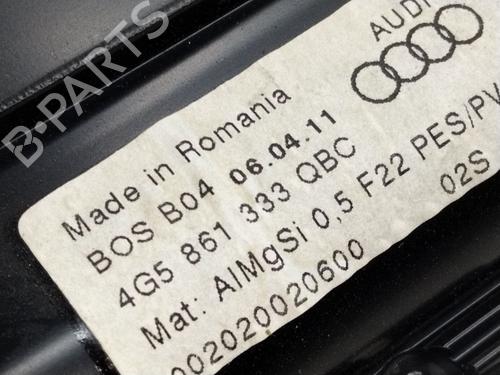 B-PARTS
AUDI
Made in Romania
BOS B04 06.04.11
4G5 861 333 QBC
Mat: AlMgSi 0,5 F22 PES/PV
02S
002020020600